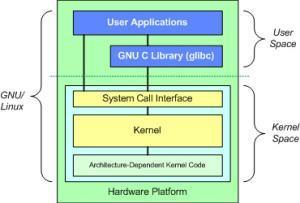 User Applications
GNU C Library (glibc)
User
Space
GNU/
Linux
System Call Interface
Kernel
Architecture-Dependent Kernel Code
Kernel
Space
Hardware Platform